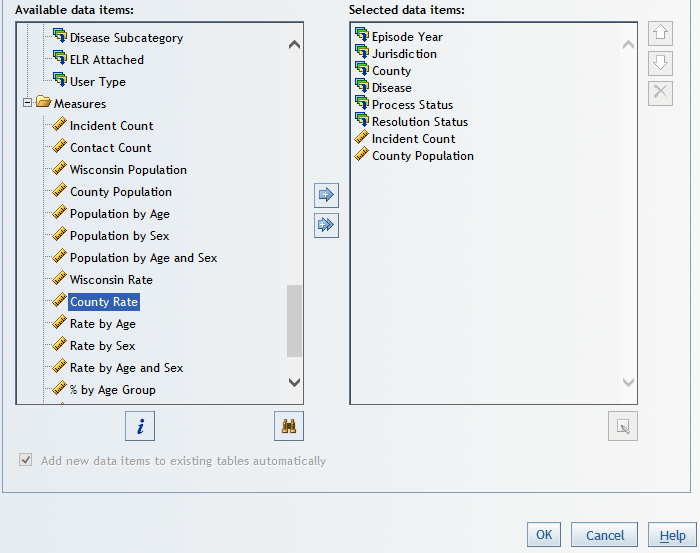 Available data items:
Disease Subcategory
ELR Attached
User Type
Measures
Incident Count
Contact Count
Wisconsin Population
County Population
Population by Age
Population by Sex
Population by Age and Sex
Wisconsin Rate
County Rate
Rate by Age
Rate by Sex
Rate by Age and Sex
% by Age Group
i
Add new data items to existing tables automatically
Selected data items:
Episode Year
Jurisdiction
County
Disease
Process Status
Resolution Status
Incident Count
County Population
OK
Cancel
Help